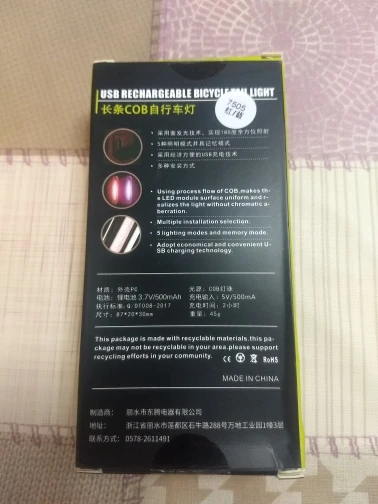 USB RECHARGEABLE BICYCLE TAIL LIGHT
长条COB自行车灯
7505
红/蓝
• 采用面发光技术，实现180度全方位照射
• 5种照明模式并具记忆模式
• 采用经济方便的USB充电技术
• 多种安装方式
• Using process flow of COB,makes th-
e LED module surface uniform and r-
ealizes the light without chromatic a-
berration.
• Multiple installation selection.
• 5 lighting modes and memory mode.
• Adopt economical and convenient U-
SB charging technology.
材质： 外壳PC 光源： COB灯珠
电池： 锂电池 3.7V/500mAh 充电输入： 5V/500mA
执行标准：Q/DT008-2017 充电时间： 2小时
尺寸： 87*20*30mm 重量： 45g
This package is made with recyclable materials.this pa-
ckage may not be recyclable in your area.please support
recycling efforts in your community.
CE RoHS
MADE IN CHINA
制造商： 丽水市东腾电器有限公司
地址： 浙江省丽水市莲都区石牛路288号万地工业园1幢3层
联系方式： 0578-2611491